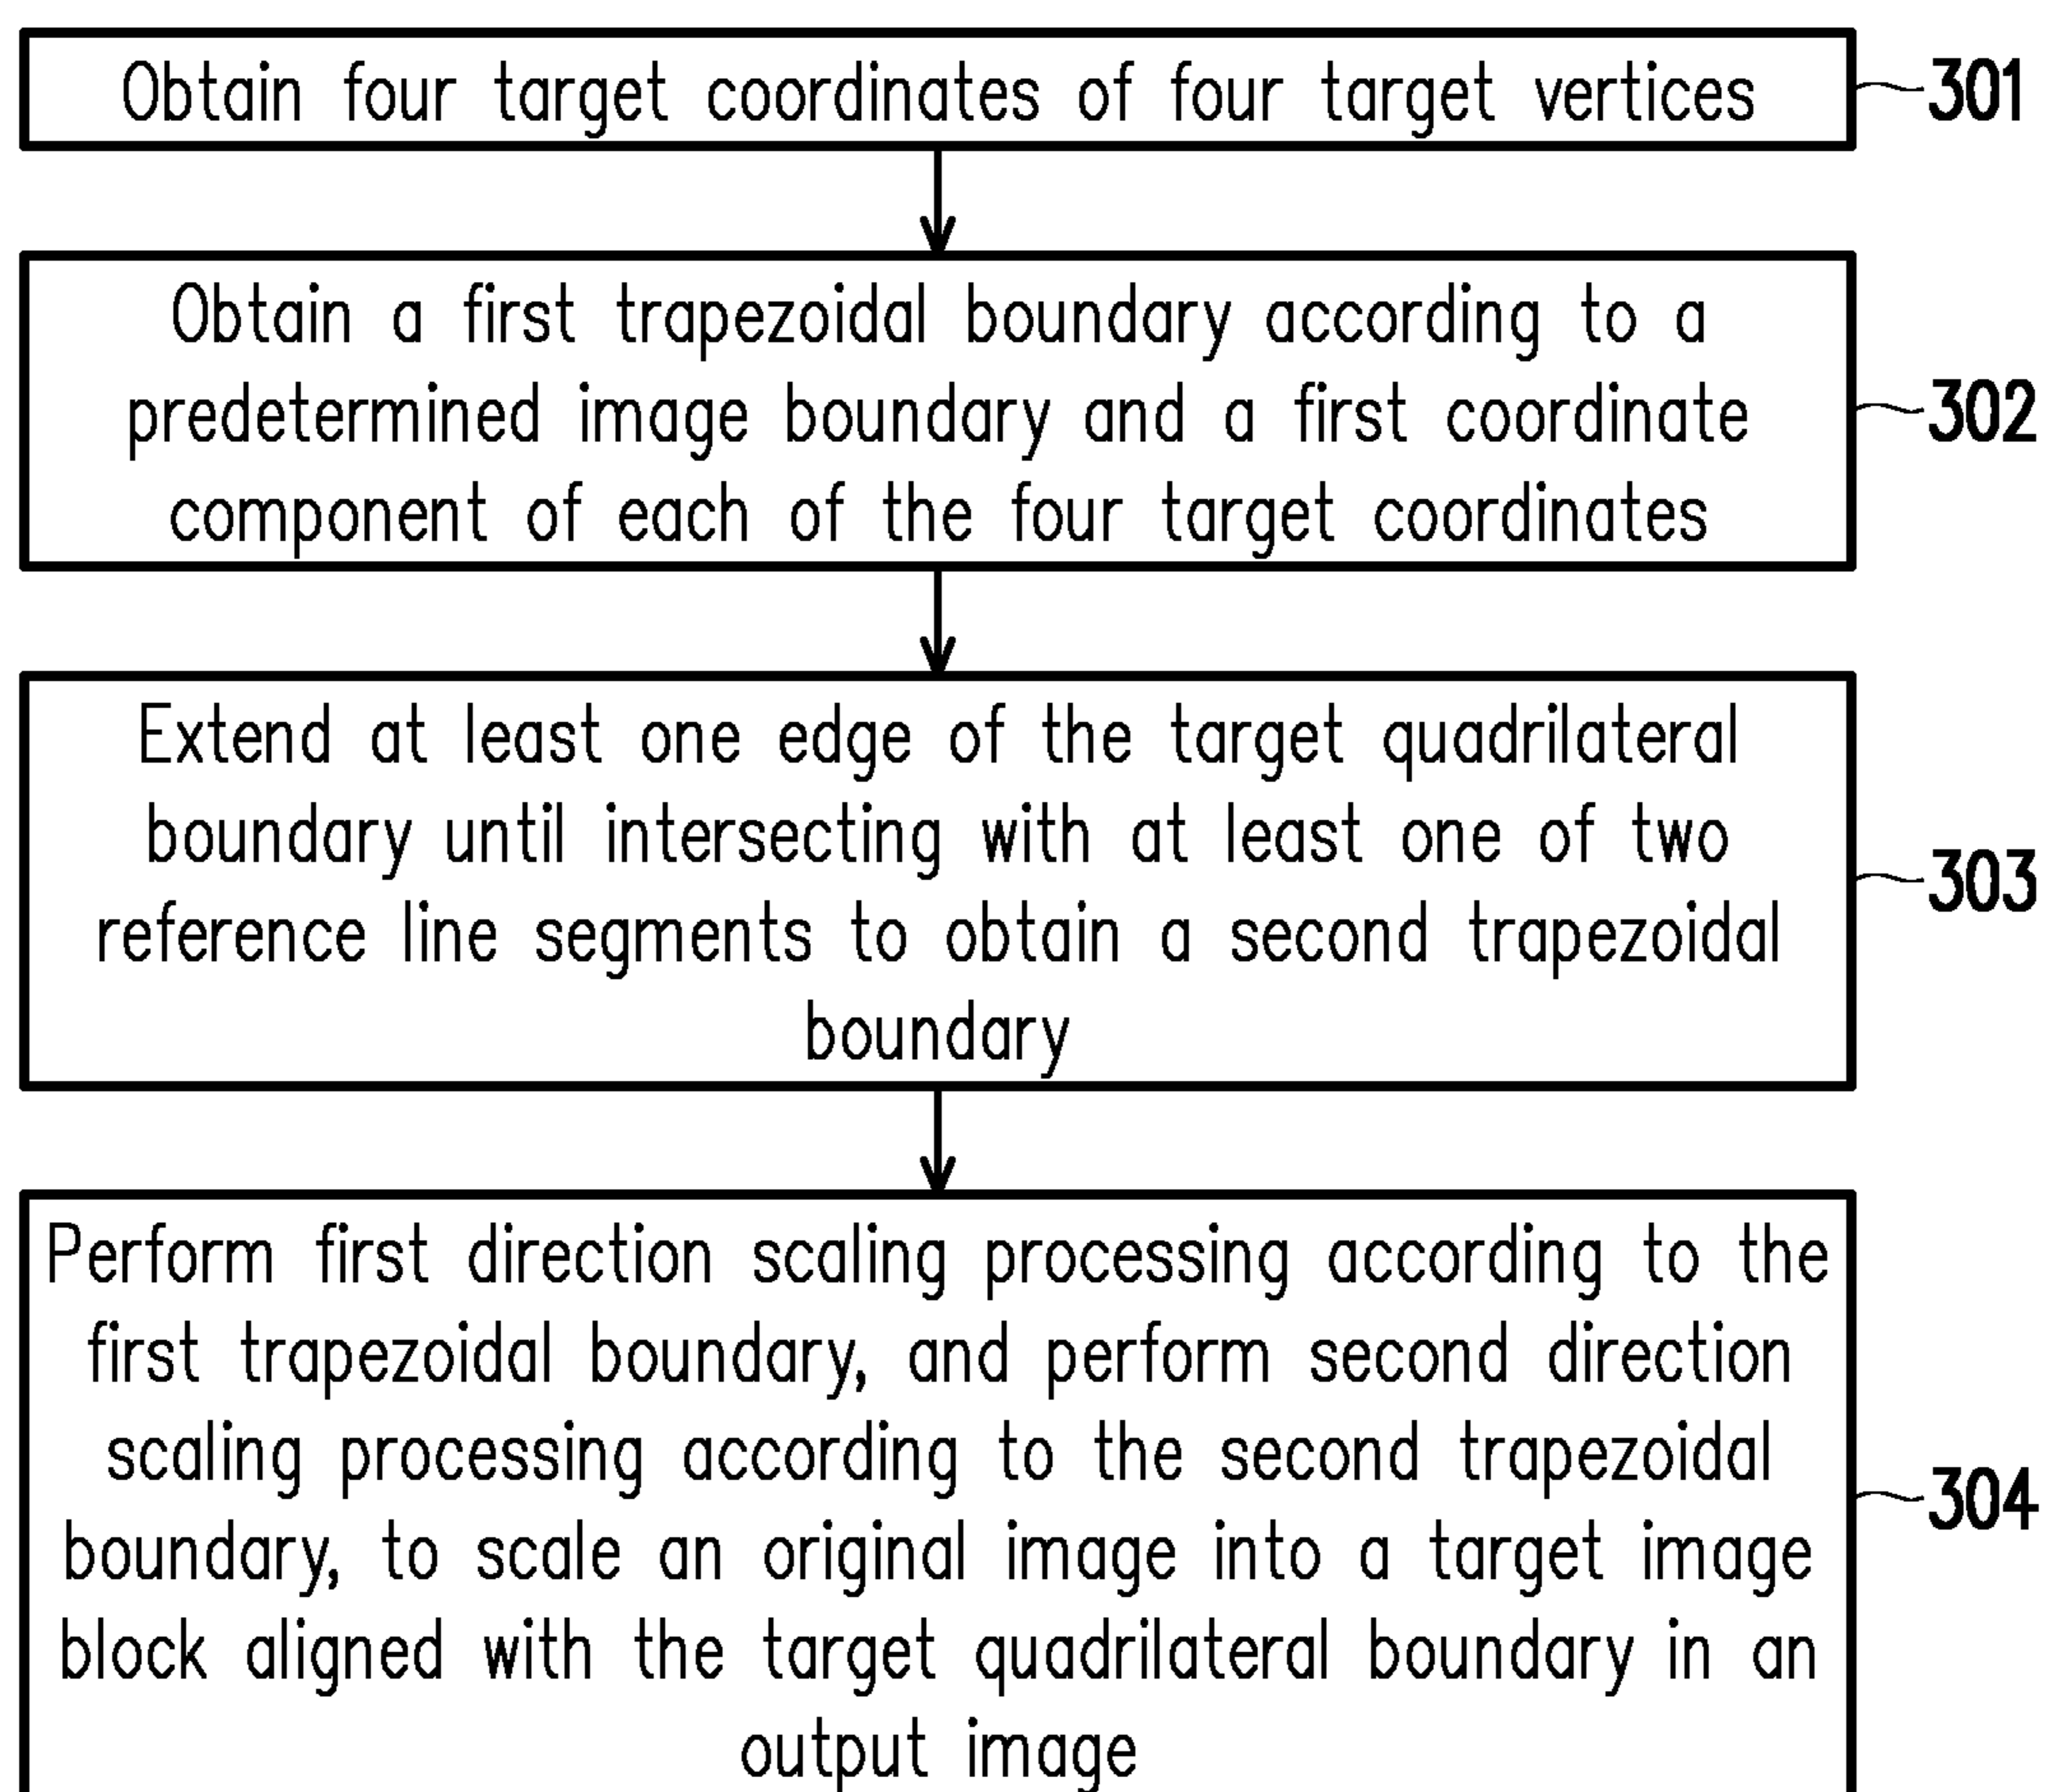 Obtain four target coordinates of four target vertices
301
Obtain a first trapezoidal boundary according to a
predetermined image boundary and a first coordinate
component of each of the four target coordinates
302
Extend at least one edge of the target quadrilateral
boundary until intersecting with at least one of two
reference line segments to obtain a second trapezoidal
boundary
303
Perform first direction scaling processing according to the
first trapezoidal boundary, and perform second direction
scaling processing according to the second trapezoidal
boundary, to scale an original image into a target image
block aligned with the target quadrilateral boundary in an
output image
304